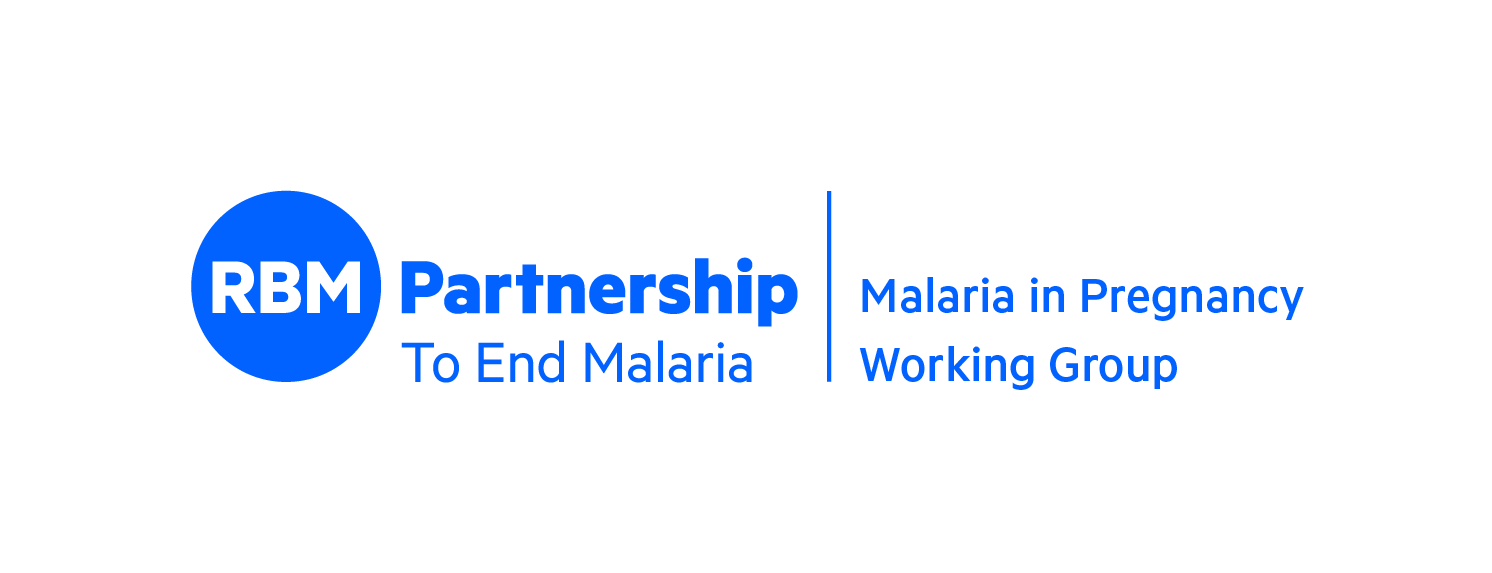 RBM Partnership
To End Malaria
Malaria in Pregnancy
Working Group